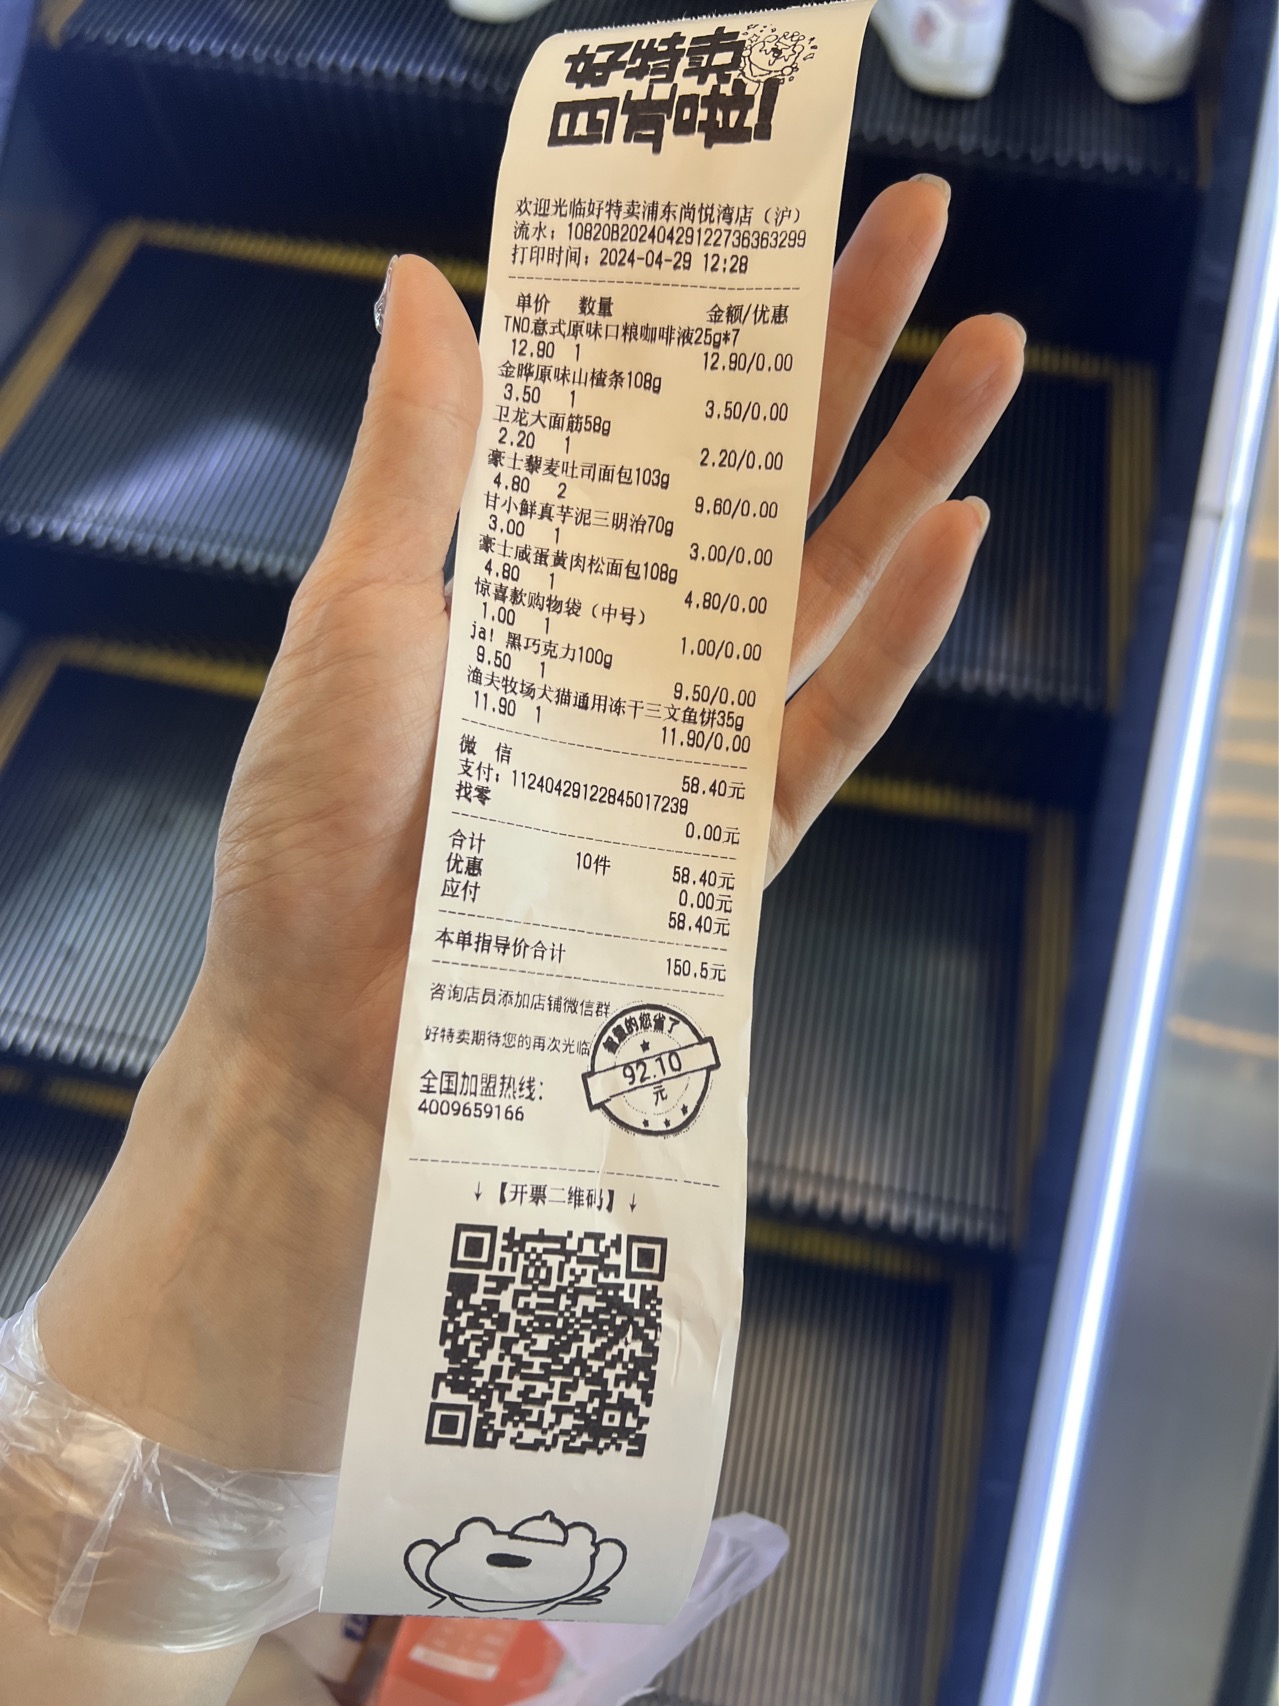 好特卖
欢迎光临好特卖浦东尚悦湾店（沪）
流水：10820B20240429122736363299
打印时间：2024-04-29 12:28
单价 数量 金额/优惠
TNO意式原味口粮咖啡液25g*7
12.90 1 12.90/0.00
金晔原味山楂条108g
3.50 1 3.50/0.00
卫龙大面筋58g
2.20 1 2.20/0.00
豪士藜麦吐司面包103g
4.80 2 9.60/0.00
甘小鲜真芋泥三明治70g
3.00 1 3.00/0.00
豪士咸蛋黄肉松面包108g
4.80 1 4.80/0.00
惊喜款购物袋（中号）
1.00 1 1.00/0.00
ja! 黑巧克力100g
9.50 1 9.50/0.00
渔夫牧场犬猫通用冻干三文鱼饼35g
11.90 1 11.90/0.00
微 信 58.40元
支付：11240429122845017239
找零 0.00元
合计 10件 58.40元
优惠 0.00元
应付 58.40元
本单指导价合计 150.5元
咨询店员添加店铺微信群
好特卖期待您的再次光临
智慧的您省了
92.10
元
全国加盟热线：
4009659166
↓【开票二维码】↓